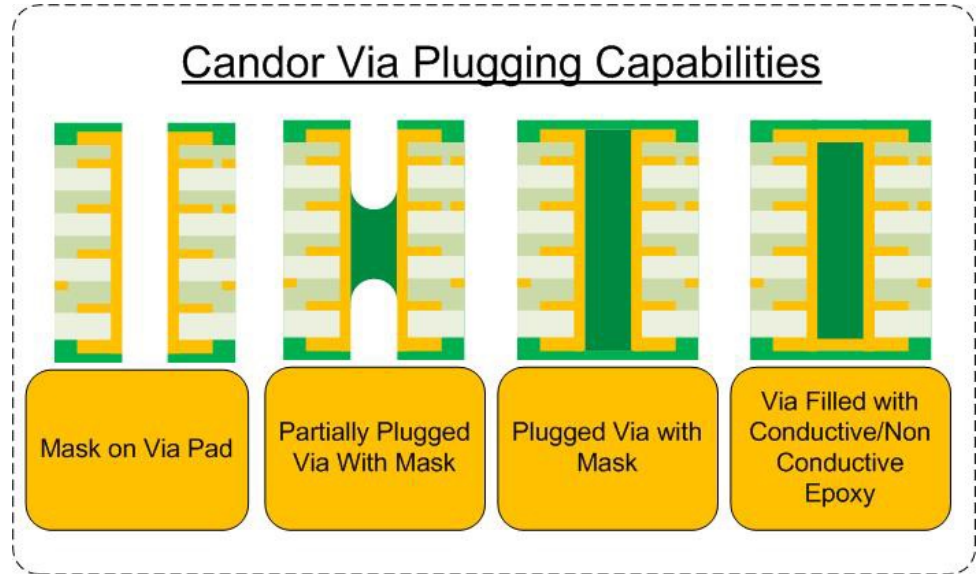 Candor Via Plugging Capabilities
Mask on Via Pad
Partially Plugged
Via With Mask
Plugged Via with
Mask
Via Filled with
Conductive/Non
Conductive
Epoxy